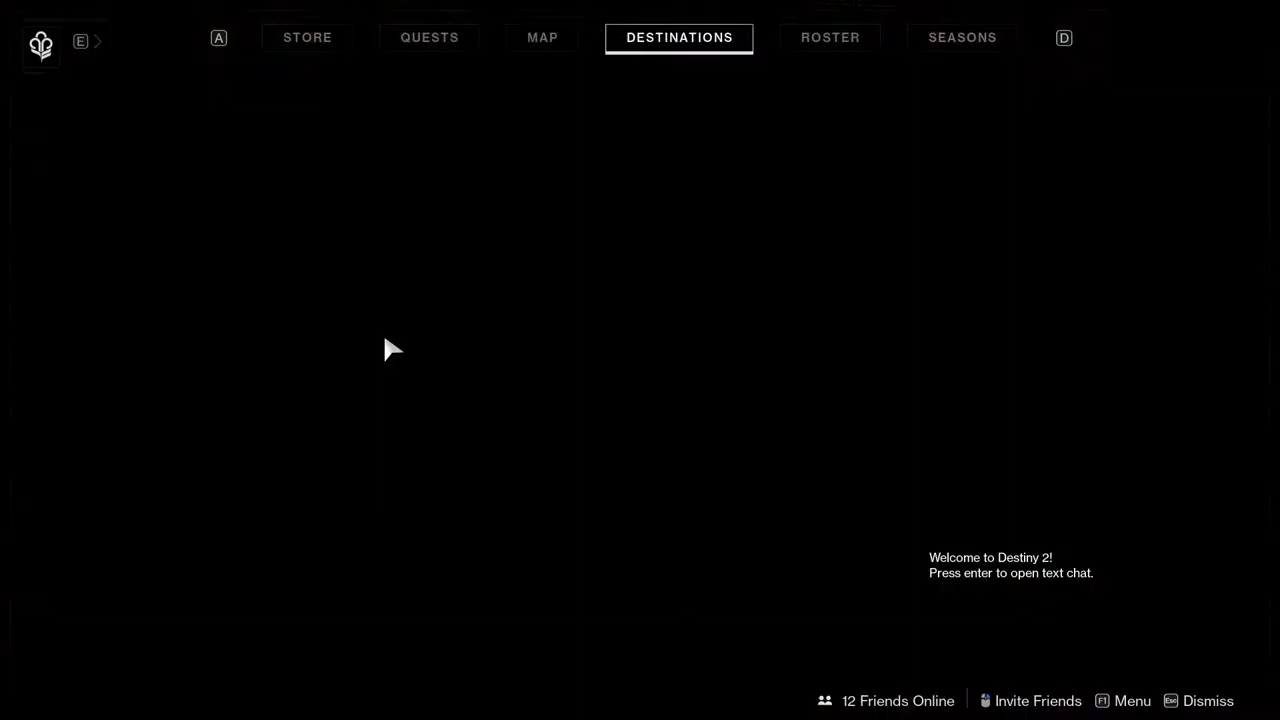 E
A
STORE
QUESTS
MAP
DESTINATIONS
ROSTER
SEASONS
D
Welcome to Destiny 2!
Press enter to open text chat.
12 Friends Online
Invite Friends
F1 Menu
Esc Dismiss